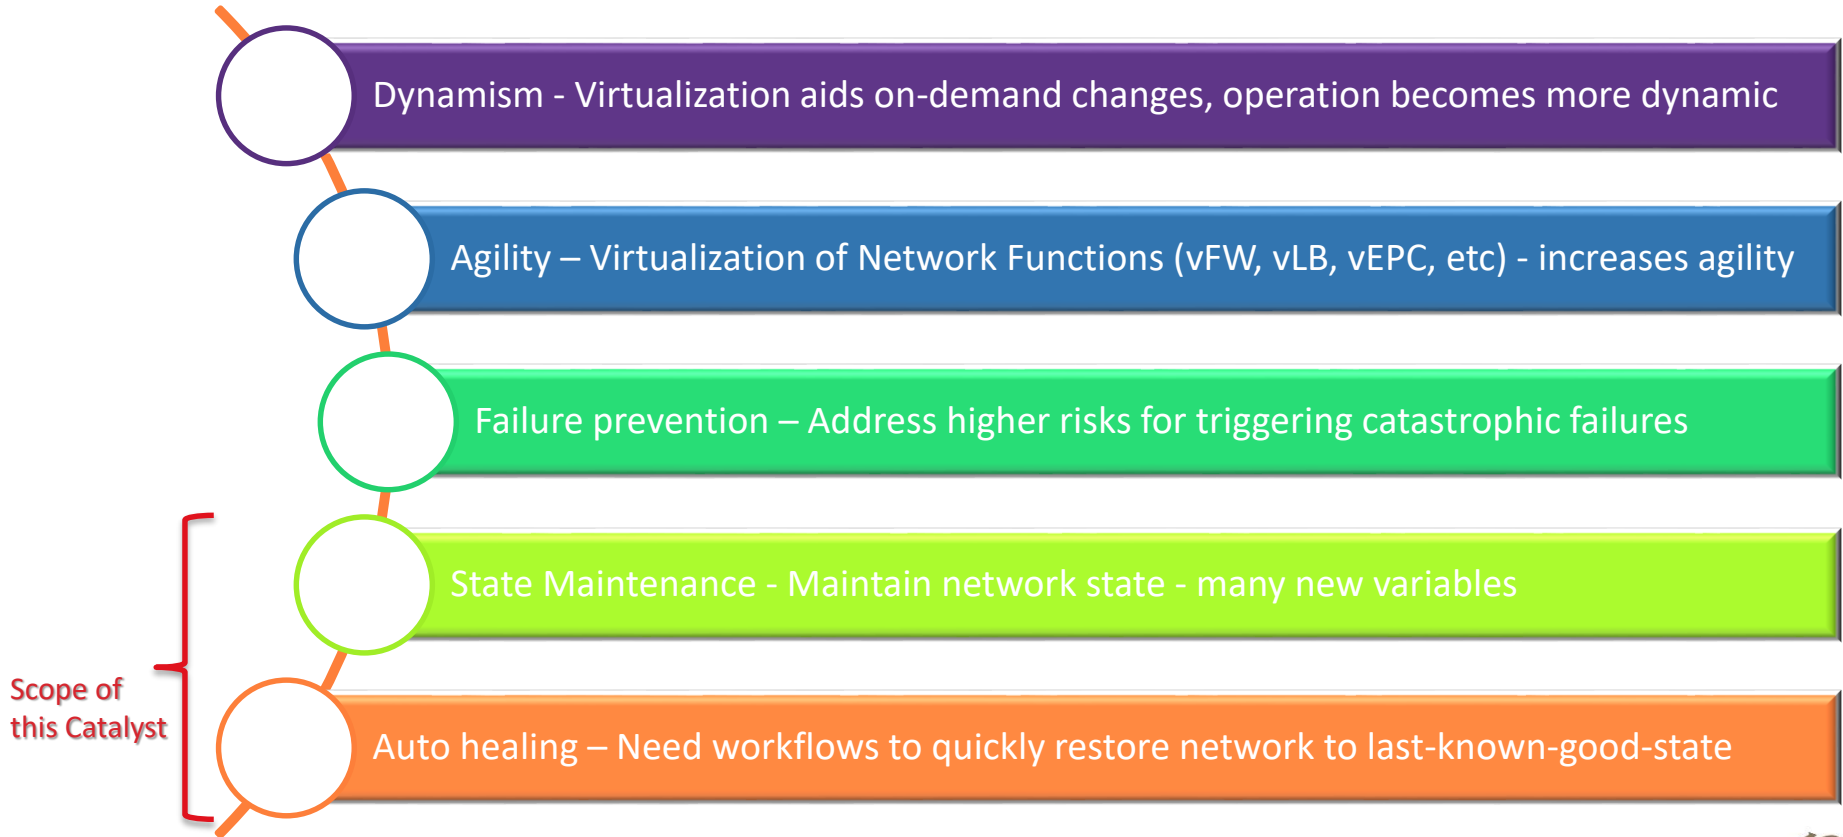 Dynamism - Virtualization aids on-demand changes, operation becomes more dynamic
Agility – Virtualization of Network Functions (vFW, vLB, vEPC, etc) - increases agility
Failure prevention – Address higher risks for triggering catastrophic failures
State Maintenance - Maintain network state - many new variables
Scope of
this Catalyst
Auto healing – Need workflows to quickly restore network to last-known-good-state